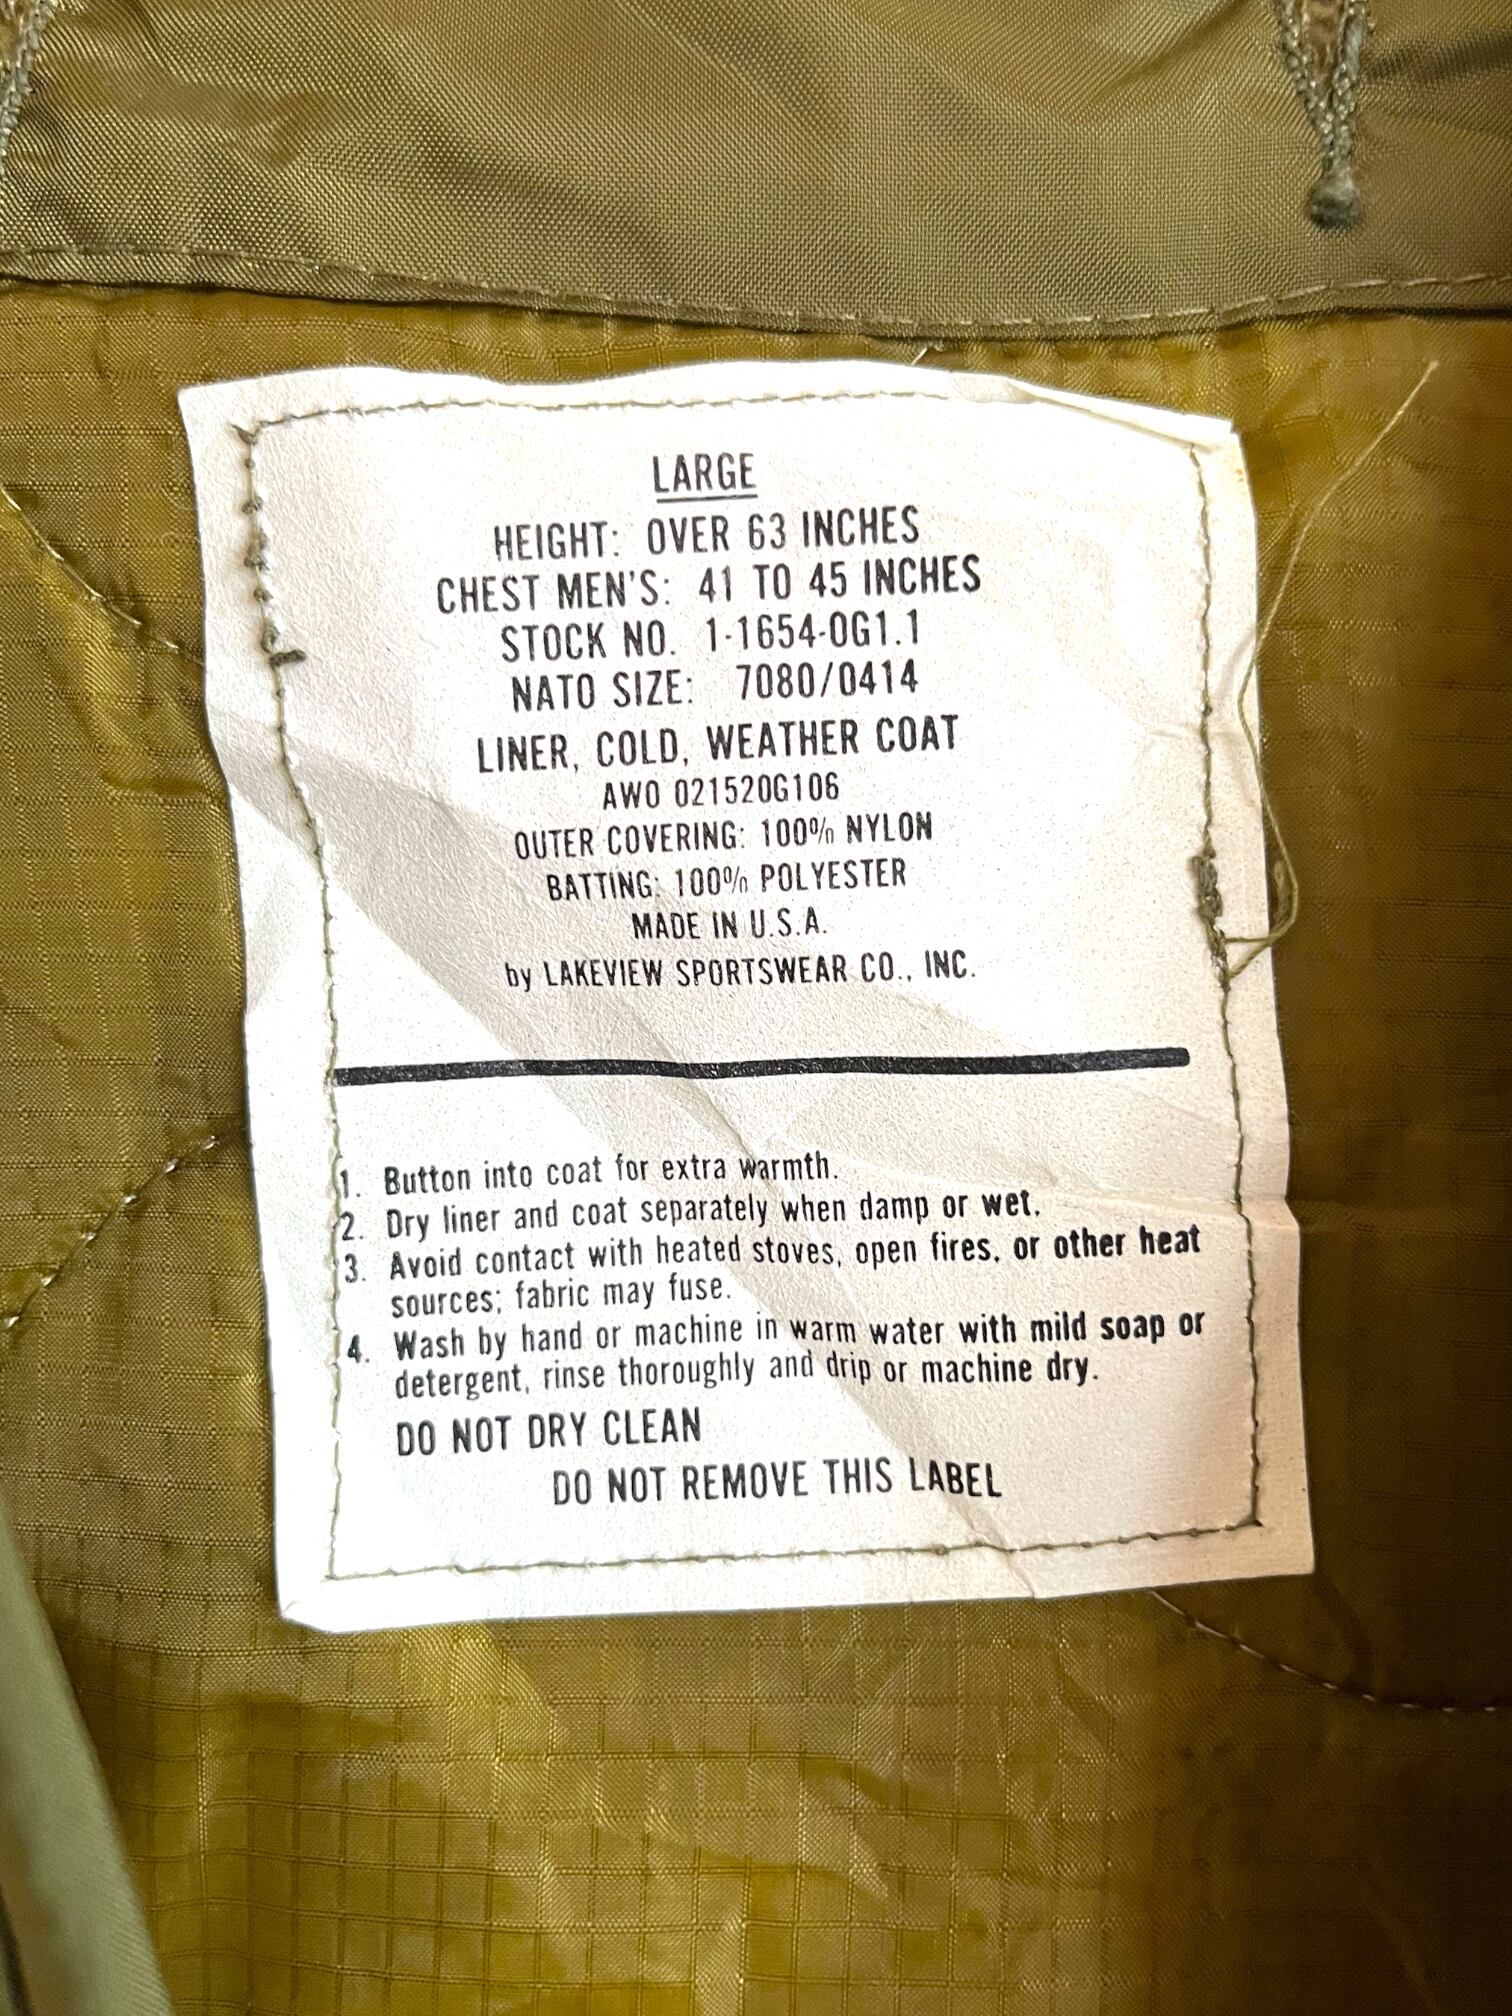 LARGE
HEIGHT: OVER 63 INCHES
CHEST MEN'S: 41 TO 45 INCHES
STOCK NO. 1-1654-OG1.1
NATO SIZE: 7080/0414
LINER, COLD, WEATHER COAT
AWO 021520G106
OUTER COVERING: 100% NYLON
BATTING: 100% POLYESTER
MADE IN U.S.A.
by LAKEVIEW SPORTSWEAR CO., INC.
1. Button into coat for extra warmth.
2. Dry liner and coat separately when damp or wet.
3. Avoid contact with heated stoves, open fires, or other heat
sources; fabric may fuse.
4. Wash by hand or machine in warm water with mild soap or
detergent, rinse thoroughly and drip or machine dry.
DO NOT DRY CLEAN
DO NOT REMOVE THIS LABEL